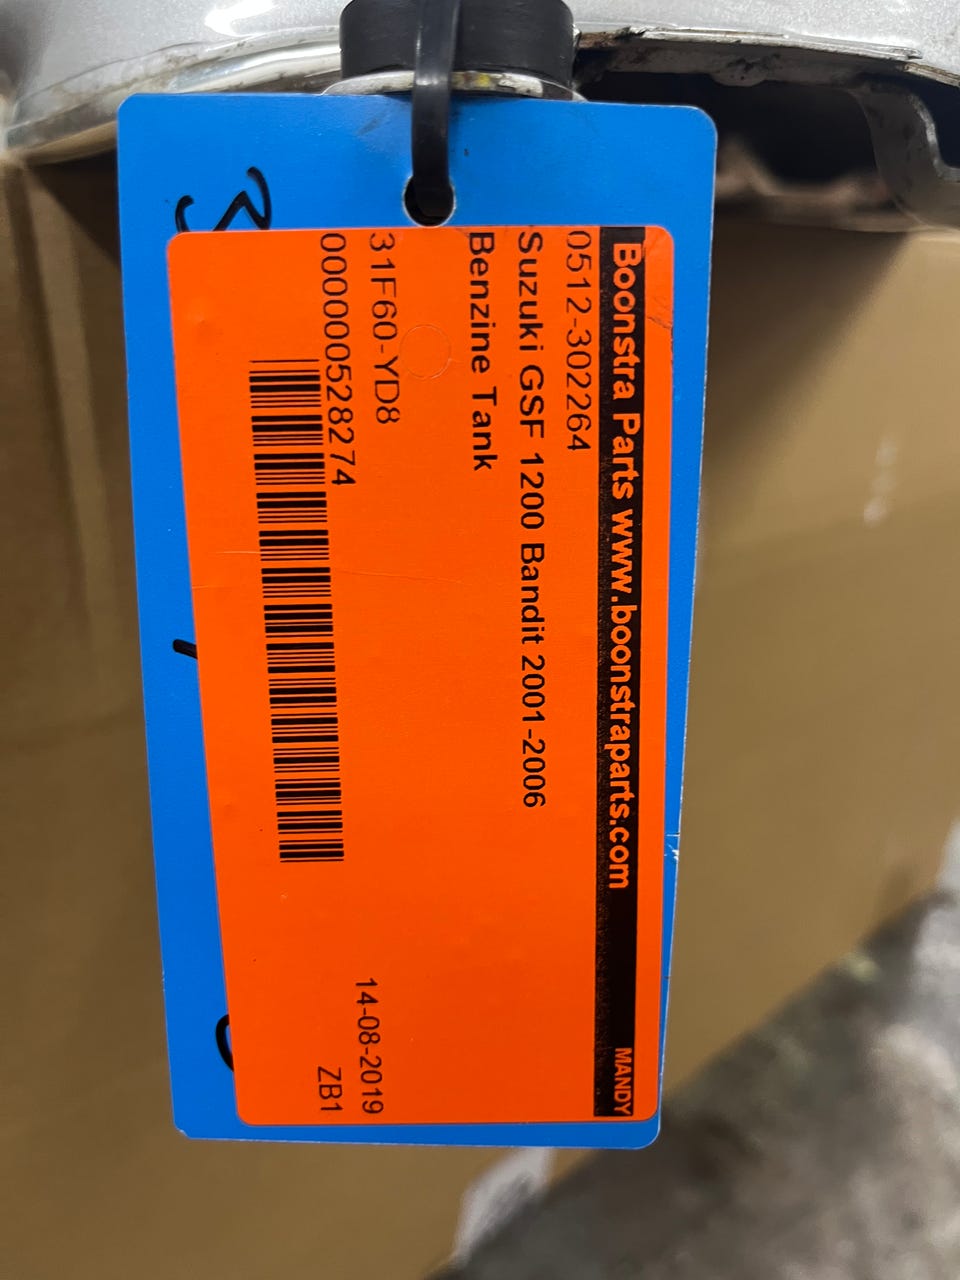 Boonstra Parts www.boonstraparts.com MANDY
0512-302264
Suzuki GSF 1200 Bandit 2001-2006
Benzine Tank
31F60-YD8
14-08-2019
000000528274
ZB1